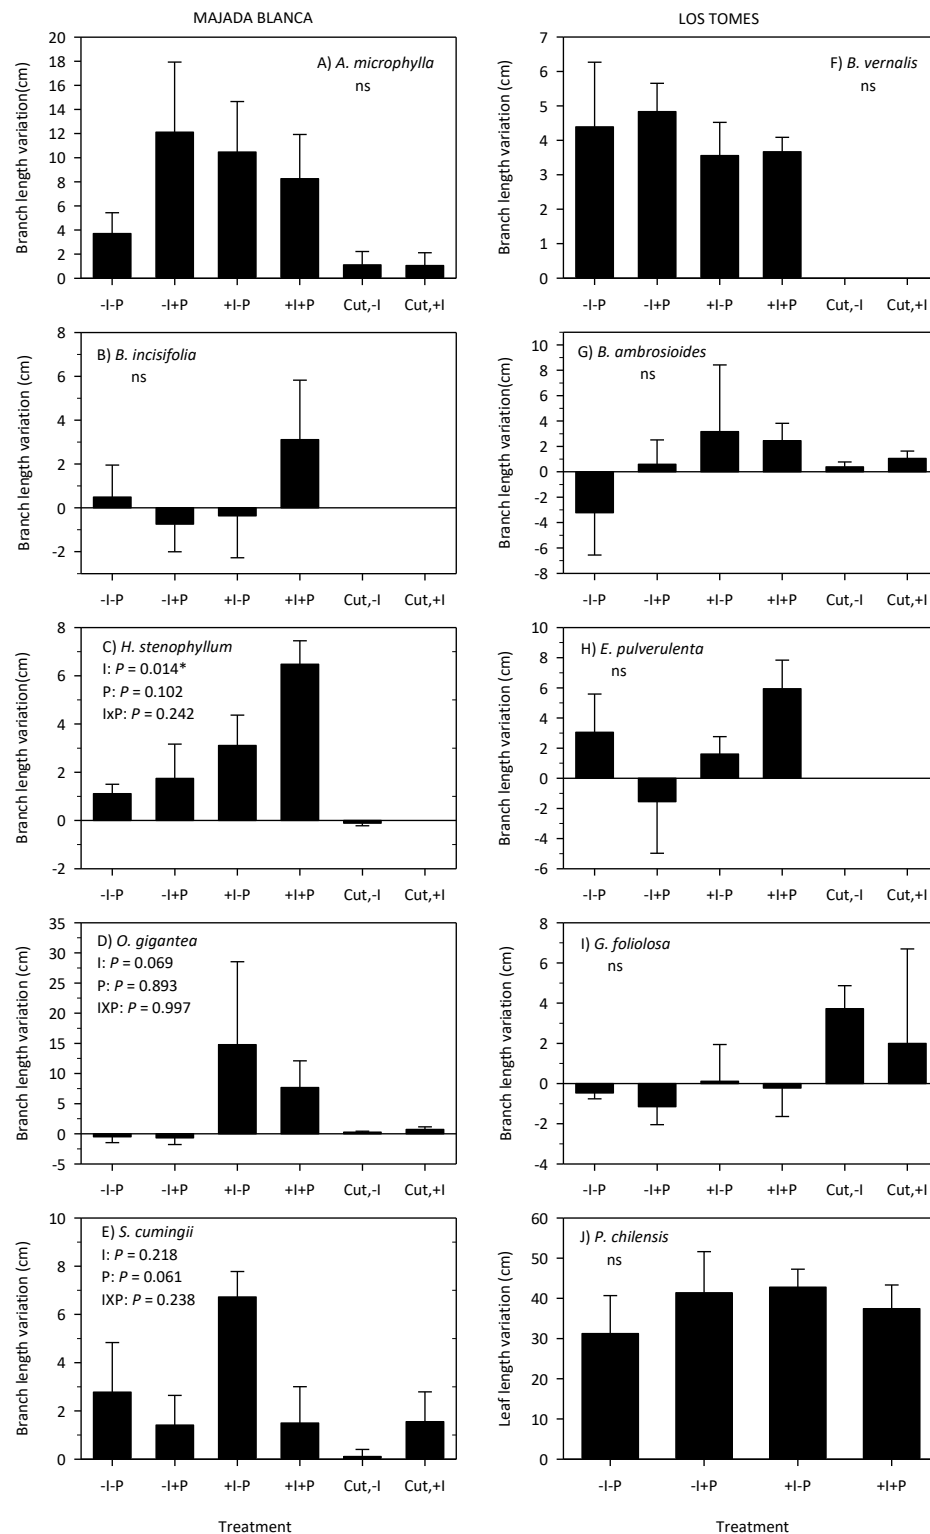 MAJADA BLANCA
LOS TOMES
A) A. microphylla
ns
Branch length variation(cm)
20
18
16
14
12
10
8
6
4
2
0
-I-P -I+P +I-P +I+P Cut,-I Cut,+I
F) B. vernalis
ns
Branch length variation (cm)
7
6
5
4
3
2
1
0
-I-P -I+P +I-P +I+P Cut,-I Cut,+I
B) B. incisifolia
ns
Branch length variation (cm)
8
6
4
2
0
-2
-I-P -I+P +I-P +I+P Cut,-I Cut,+I
G) B. ambrosioides
ns
Branch length variation(cm)
10
8
6
4
2
0
-2
-4
-6
-8
-I-P -I+P +I-P +I+P Cut,-I Cut,+I
C) H. stenophyllum
I: P = 0.014*
P: P = 0.102
IxP: P = 0.242
Branch length variation(cm)
8
6
4
2
0
-2
-I-P -I+P +I-P +I+P Cut,-I Cut,+I
H) E. pulverulenta
ns
Branch length variation (cm)
10
8
6
4
2
0
-2
-4
-6
-I-P -I+P +I-P +I+P Cut,-I Cut,+I
D) O. gigantea
I: P = 0.069
P: P = 0.893
IXP: P = 0.997
Branch length variation (cm)
35
30
25
20
15
10
5
0
-5
-I-P -I+P +I-P +I+P Cut,-I Cut,+I
I) G. foliolosa
ns
Branch length variation (cm)
8
6
4
2
0
-2
-4
-I-P -I+P +I-P +I+P Cut,-I Cut,+I
E) S. cumingii
I: P = 0.218
P: P = 0.061
IXP: P = 0.238
Branch length variation (cm)
10
8
6
4
2
0
-I-P -I+P +I-P +I+P Cut,-I Cut,+I
Treatment
J) P. chilensis
ns
Leaf length variation (cm)
60
50
40
30
20
10
0
-I-P -I+P +I-P +I+P
Treatment